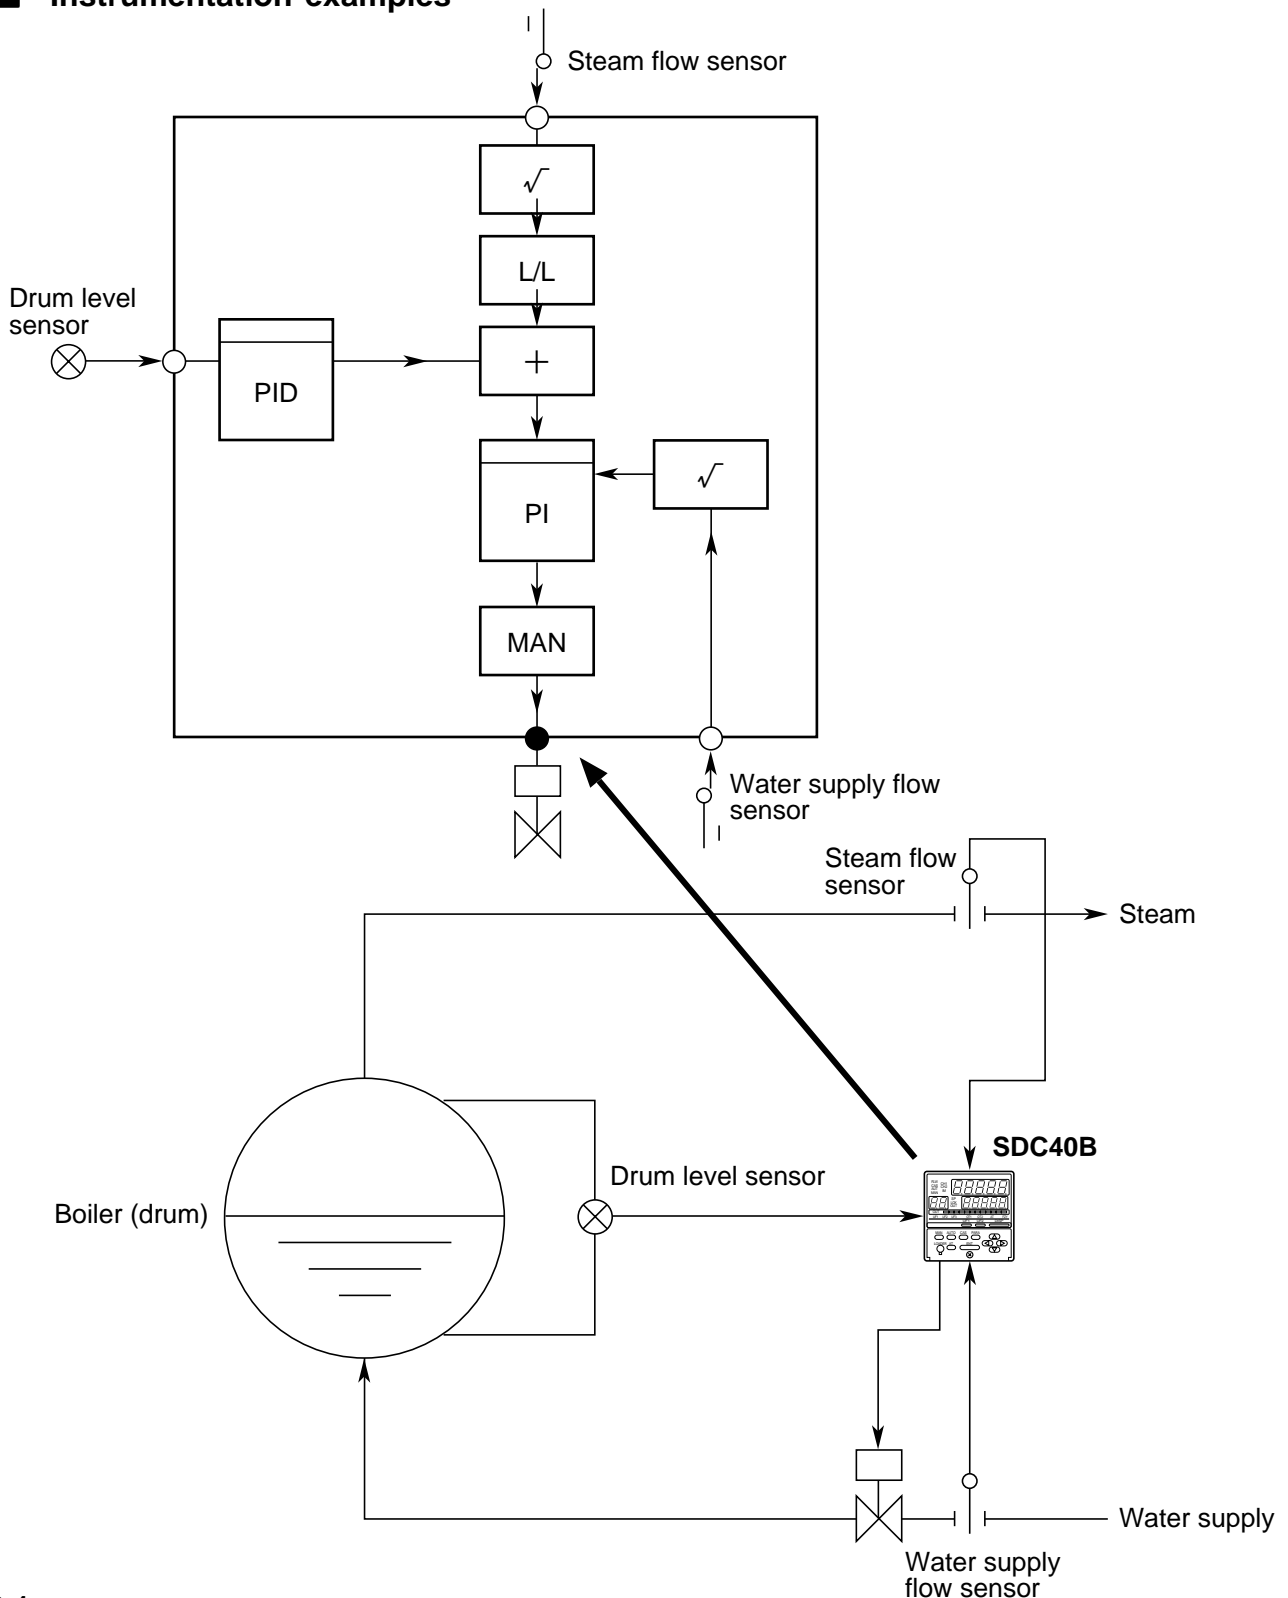 Instrumentation examples
Steam flow sensor
√
L/L
Drum level
sensor
+
PID
√
PI
MAN
Water supply flow
sensor
Steam flow
sensor
Steam
SDC40B
Drum level sensor
Boiler (drum)
Water supply
Water supply
flow sensor